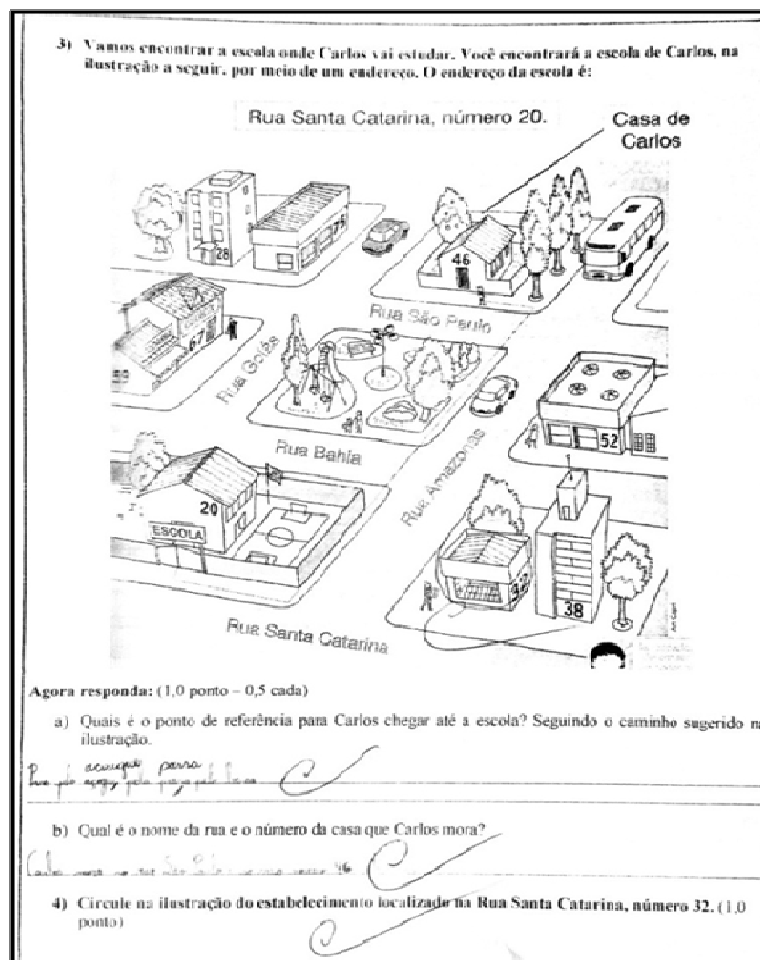 3) Vamos encontrar a escola onde Carlos vai estudar. Você encontrará a escola de Carlos, na
ilustração a seguir, por meio de um endereço. O endereço da escola é:
Rua Santa Catarina, número 20.
Casa de
Carlos
28
46
Rua São Paulo
67
Rua Goiás
55
52
Rua Bahia
Rua Amazonas
20
ESCOLA
32
38
Rua Santa Catarina
Agora responda: (1,0 ponto – 0,5 cada)
a) Quais é o ponto de referência para Carlos chegar até a escola? Seguindo o caminho sugerido na
ilustração.
b) Qual é o nome da rua e o número da casa que Carlos mora?
46
4) Circule na ilustração do estabelecimento localizado na Rua Santa Catarina, número 32. (1,0
ponto)